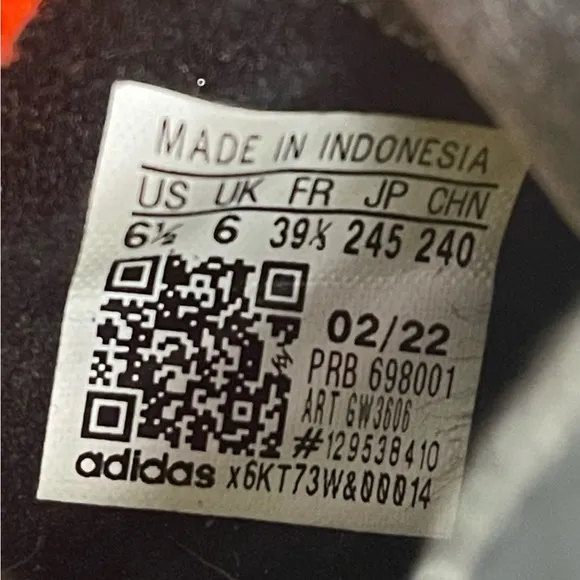 MADE IN INDONESIA
US UK FR JP CHN
6½ 6 39⅓ 245 240
02/22
PRB 698001
ART GW3606
#129538410
adidas x6KT73W&00014